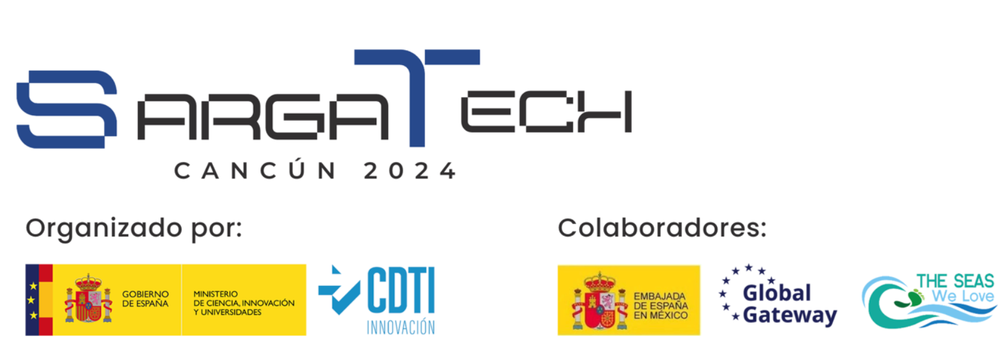 SARGATECH
CANCÚN 2024
Organizado por:
Colaboradores:
GOBIERNO
DE ESPAÑA
MINISTERIO
DE CIENCIA, INNOVACIÓN
Y UNIVERSIDADES
CDTI
INNOVACIÓN
EMBAJADA
DE ESPAÑA
EN MÉXICO
Global
Gateway
THE SEAS
We Love